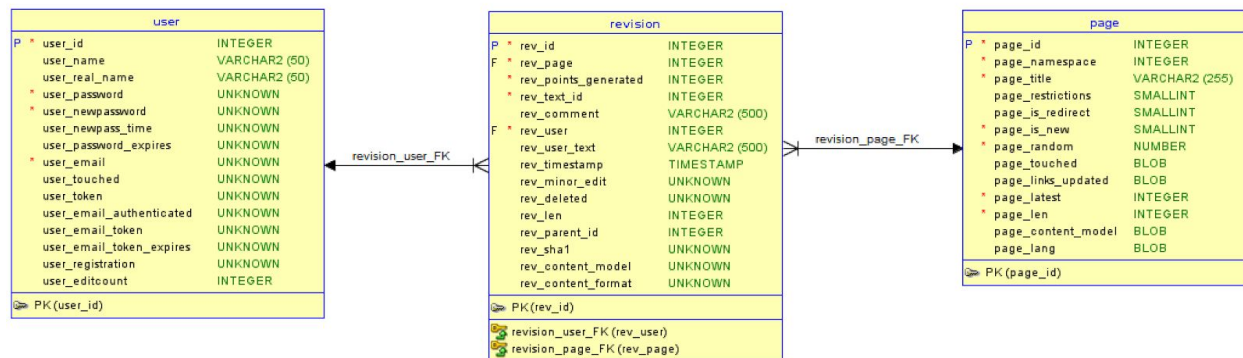 user
P * user_id INTEGER
user_name VARCHAR2 (50)
user_real_name VARCHAR2 (50)
* user_password UNKNOWN
* user_newpassword UNKNOWN
user_newpass_time UNKNOWN
user_password_expires UNKNOWN
* user_email UNKNOWN
user_touched UNKNOWN
user_token UNKNOWN
user_email_authenticated UNKNOWN
user_email_token UNKNOWN
user_email_token_expires UNKNOWN
user_registration UNKNOWN
user_editcount INTEGER
PK (user_id)
revision_user_FK
revision
P * rev_id INTEGER
F * rev_page INTEGER
* rev_points_generated INTEGER
* rev_text_id INTEGER
rev_comment VARCHAR2 (500)
F * rev_user INTEGER
rev_user_text VARCHAR2 (500)
rev_timestamp TIMESTAMP
rev_minor_edit UNKNOWN
rev_deleted UNKNOWN
rev_len INTEGER
rev_parent_id INTEGER
rev_sha1 UNKNOWN
rev_content_model UNKNOWN
rev_content_format UNKNOWN
PK (rev_id)
revision_user_FK (rev_user)
revision_page_FK (rev_page)
revision_page_FK
page
P * page_id INTEGER
* page_namespace INTEGER
* page_title VARCHAR2 (255)
page_restrictions SMALLINT
page_is_redirect SMALLINT
* page_is_new SMALLINT
* page_random NUMBER
page_touched BLOB
page_links_updated BLOB
* page_latest INTEGER
* page_len INTEGER
page_content_model BLOB
page_lang BLOB
PK (page_id)